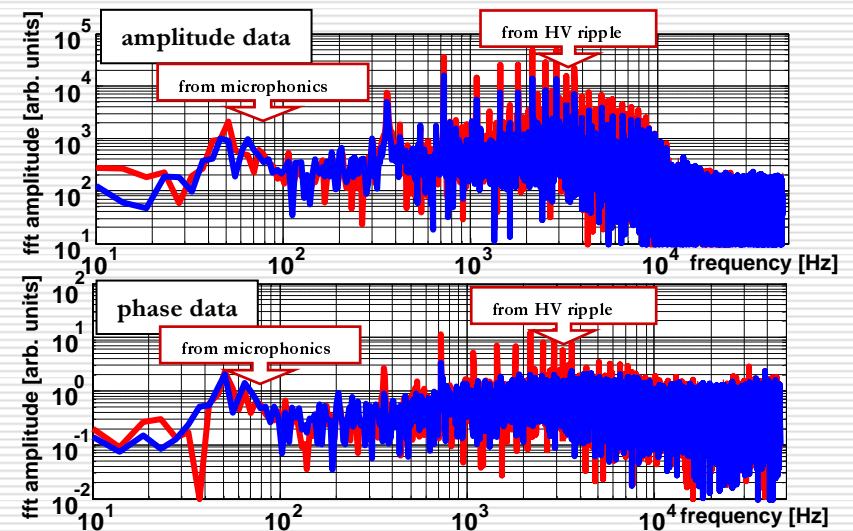 fft amplitude [arb. units]
10^5
10^4
10^3
10^2
10^1
amplitude data
from microphonics
from HV ripple
10^1
10^2
10^3
10^4
frequency [Hz]
fft amplitude [arb. units]
10^2
10^1
10^0
10^-1
10^-2
phase data
from microphonics
from HV ripple
10^1
10^2
10^3
10^4
frequency [Hz]